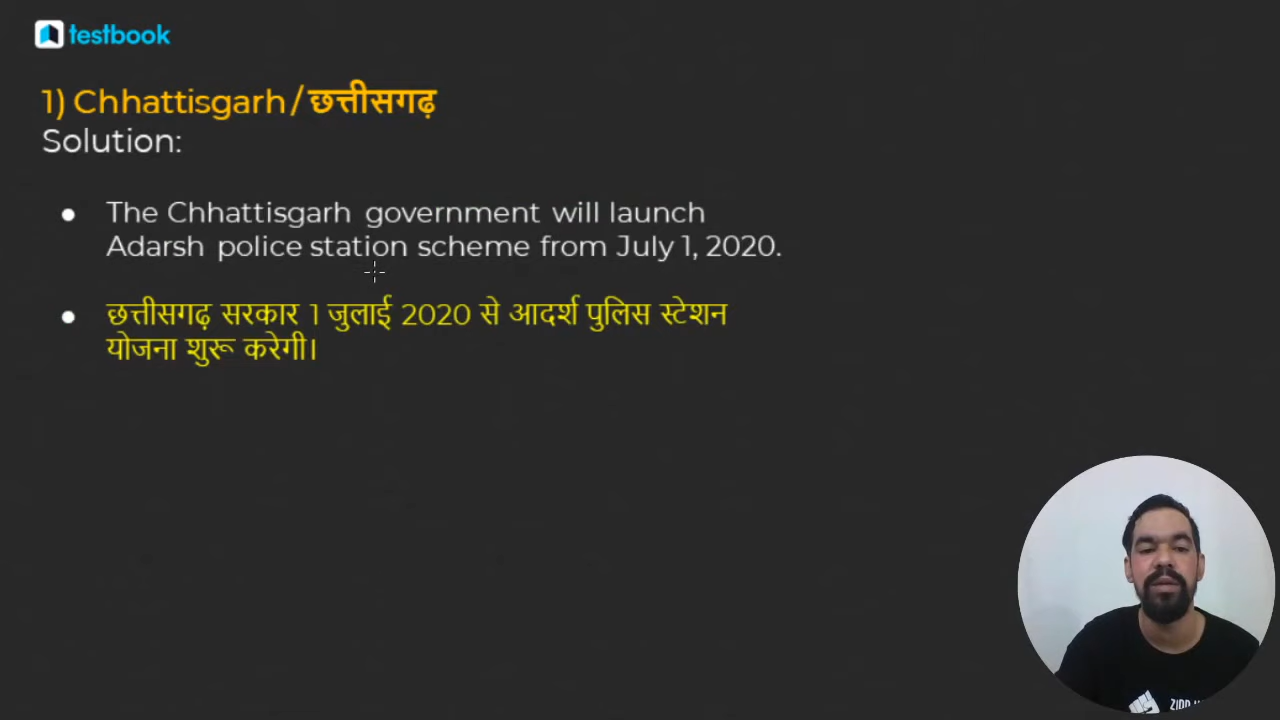 testbook
1) Chhattisgarh / छत्तीसगढ़
Solution:
● The Chhattisgarh government will launch
Adarsh police station scheme from July 1, 2020.
● छत्तीसगढ़ सरकार 1 जुलाई 2020 से आदर्श पुलिस स्टेशन
योजना शुरू करेगी।